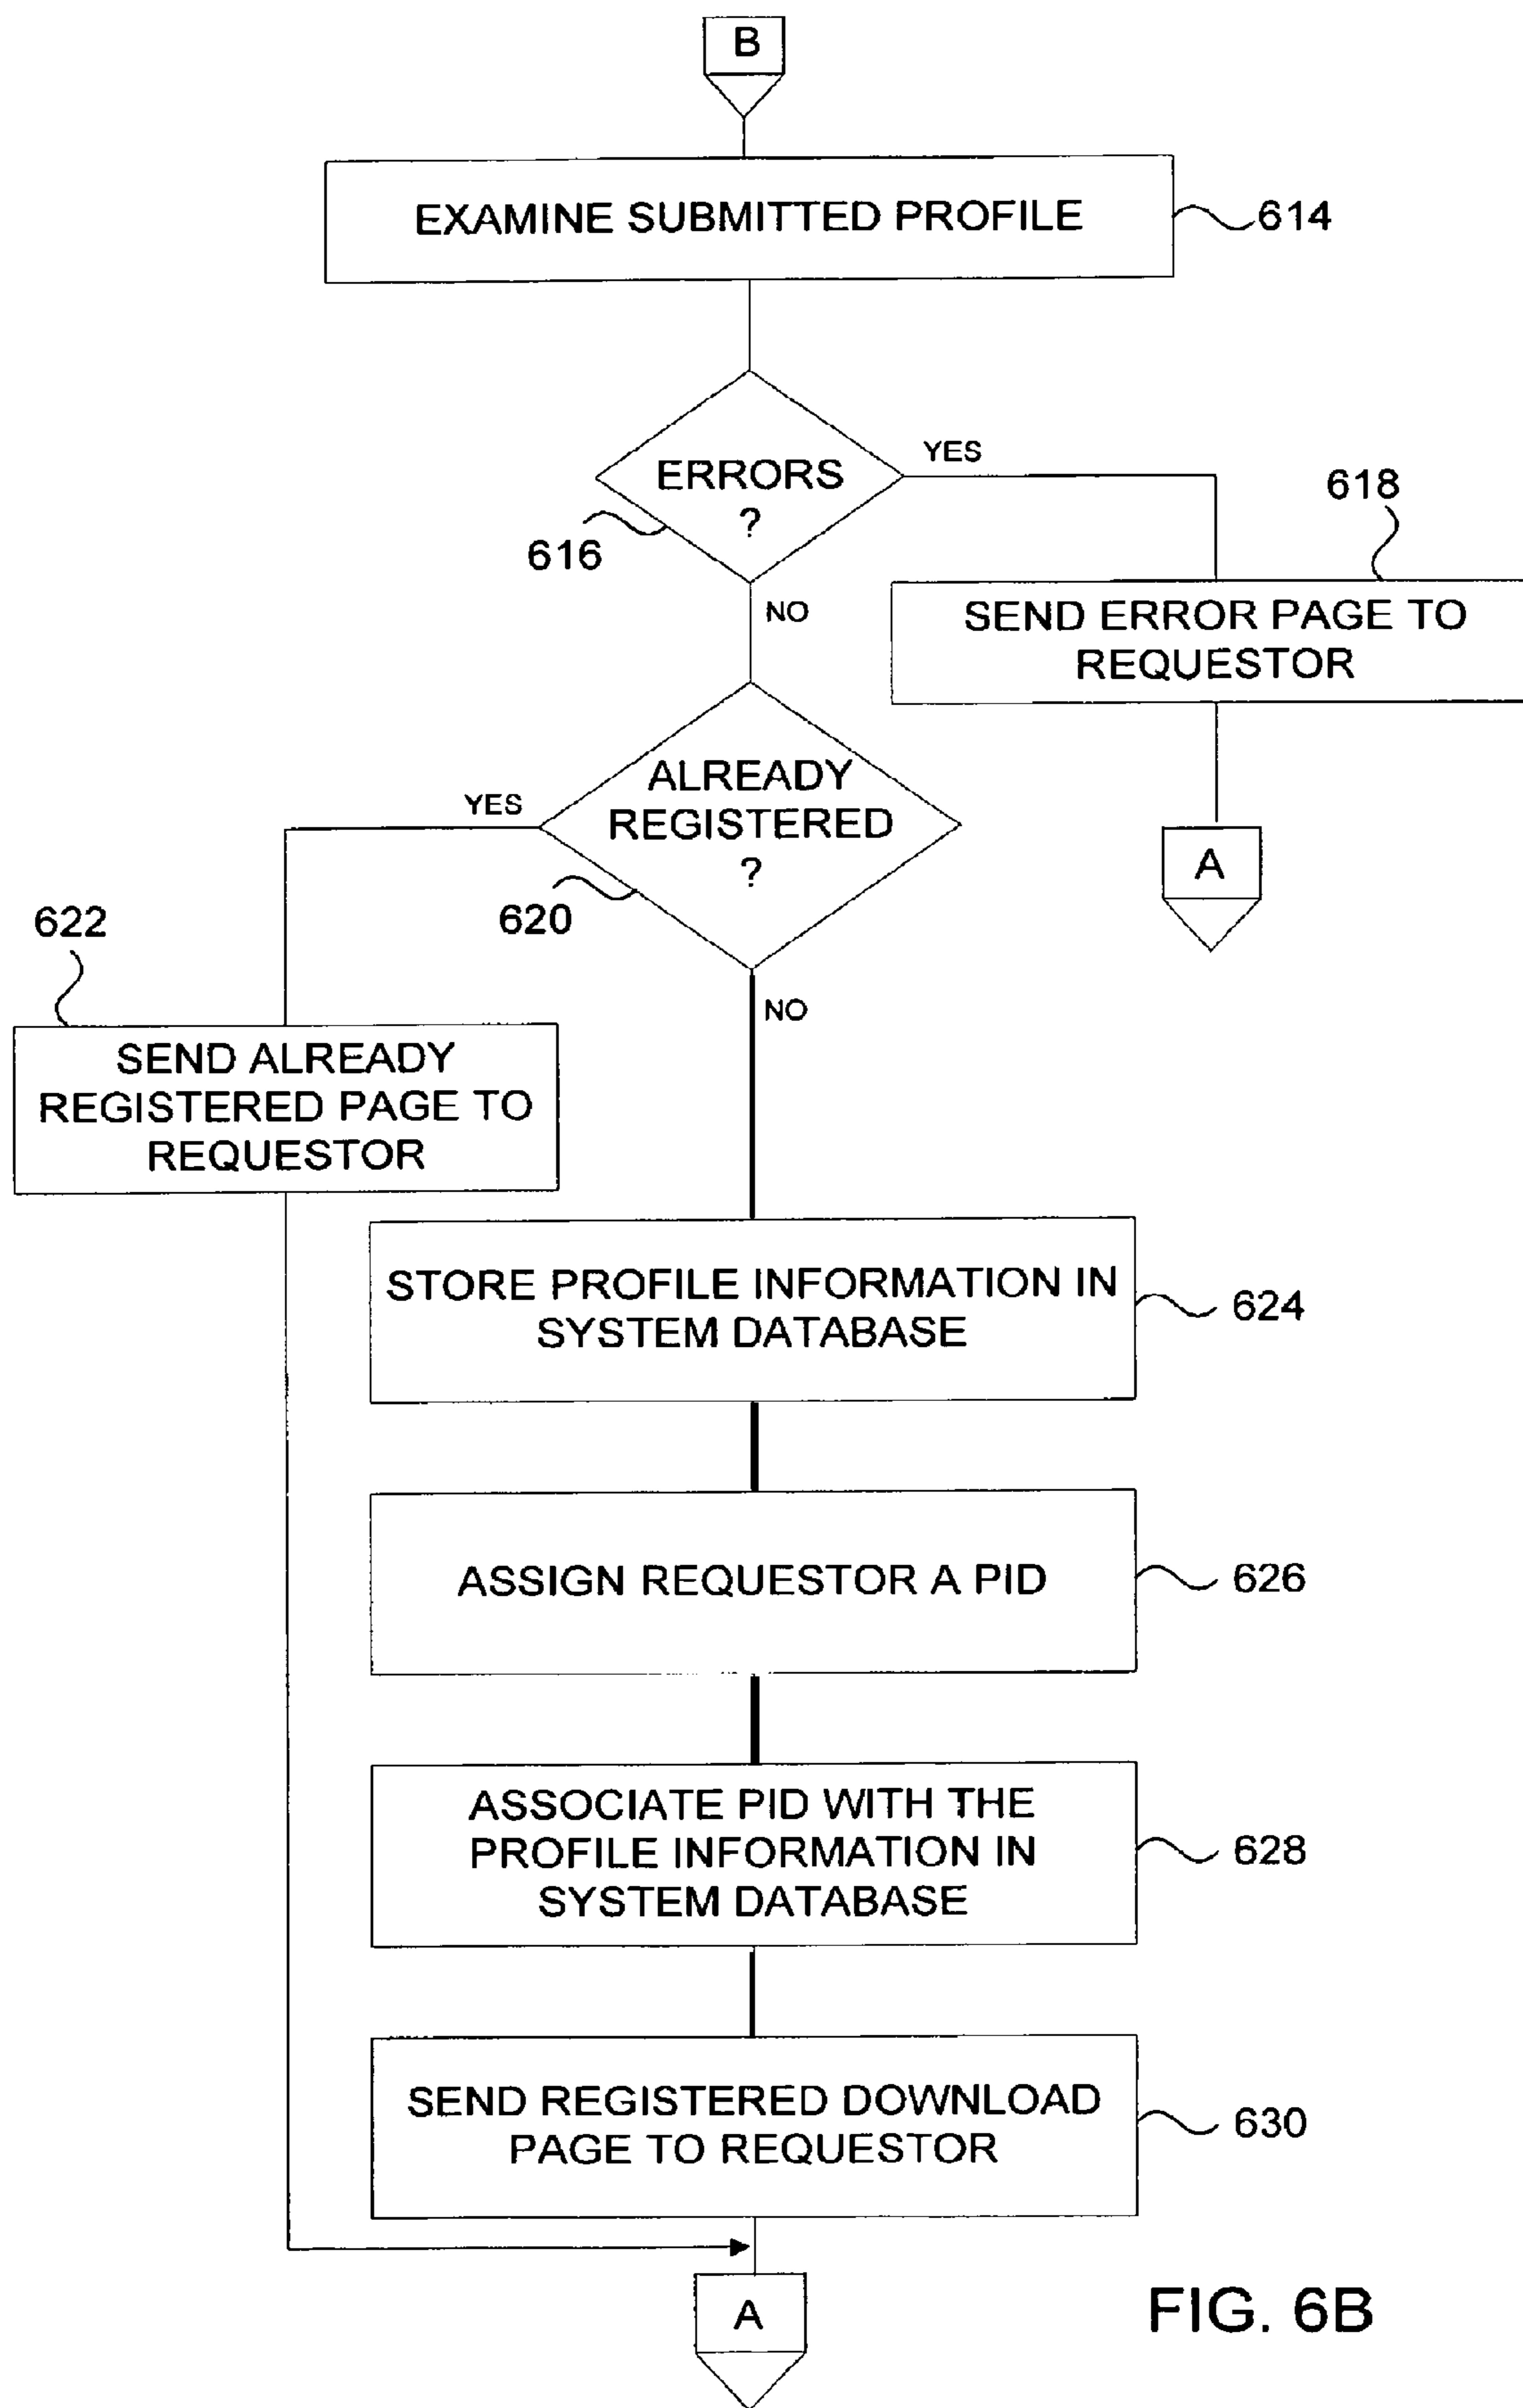 B
EXAMINE SUBMITTED PROFILE
614
ERRORS
?
616
YES
618
SEND ERROR PAGE TO
REQUESTOR
A
NO
ALREADY
REGISTERED
?
620
YES
622
SEND ALREADY
REGISTERED PAGE TO
REQUESTOR
NO
STORE PROFILE INFORMATION IN
SYSTEM DATABASE
624
ASSIGN REQUESTOR A PID
626
ASSOCIATE PID WITH THE
PROFILE INFORMATION IN
SYSTEM DATABASE
628
SEND REGISTERED DOWNLOAD
PAGE TO REQUESTOR
630
A
FIG. 6B